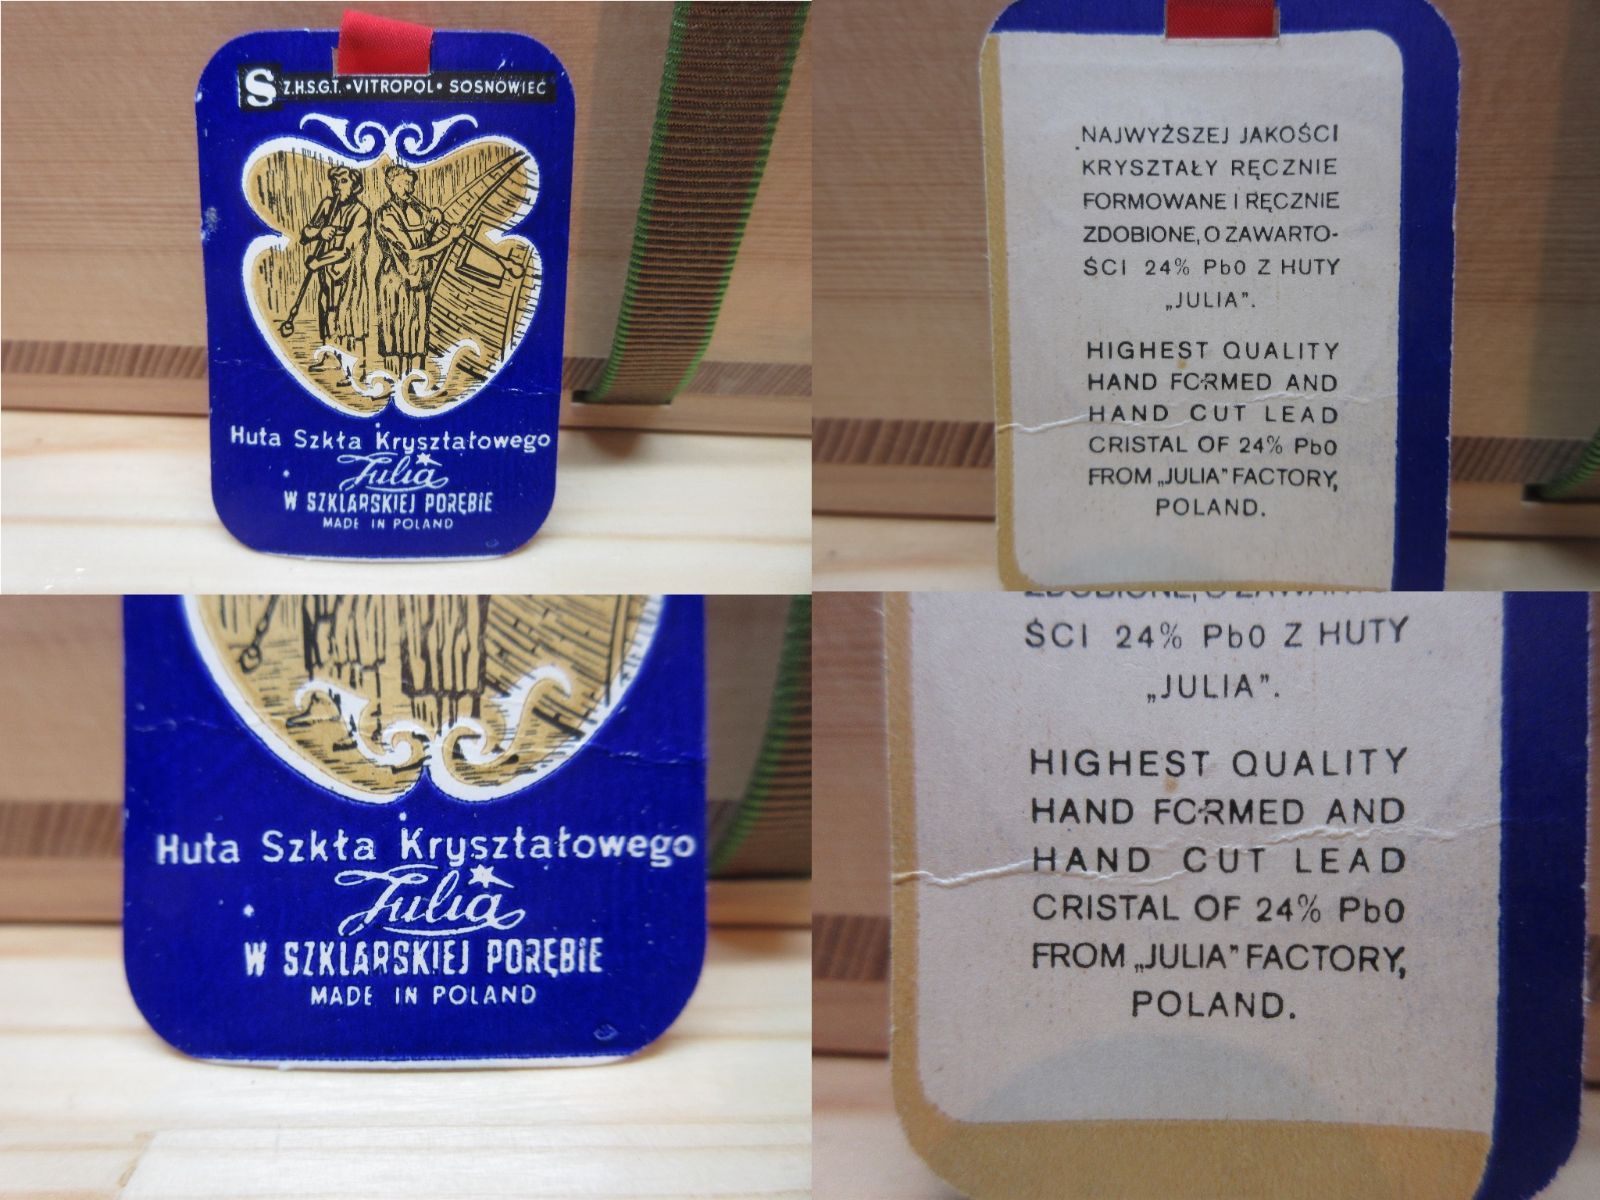 S Z.H.S.G.T. • VITROPOL • SOSNOWIEC
Huta Szkła Kryształowego
Julia
W SZKLARSKIEJ PORĘBIE
MADE IN POLAND
NAJWYŻSZEJ JAKOŚCI
KRYSZTAŁY RĘCZNIE
FORMOWANE I RĘCZNIE
ZDOBIONE, O ZAWARTO-
ŚCI 24% PbO Z HUTY
„JULIA”.
HIGHEST QUALITY
HAND FORMED AND
HAND CUT LEAD
CRISTAL OF 24% PbO
FROM „JULIA” FACTORY,
POLAND.
Huta Szkła Kryształowego
Julia
W SZKLARSKIEJ PORĘBIE
MADE IN POLAND
ZDOBIONE, O ZAWARTO-
ŚCI 24% PbO Z HUTY
„JULIA”.
HIGHEST QUALITY
HAND FORMED AND
HAND CUT LEAD
CRISTAL OF 24% PbO
FROM „JULIA” FACTORY,
POLAND.